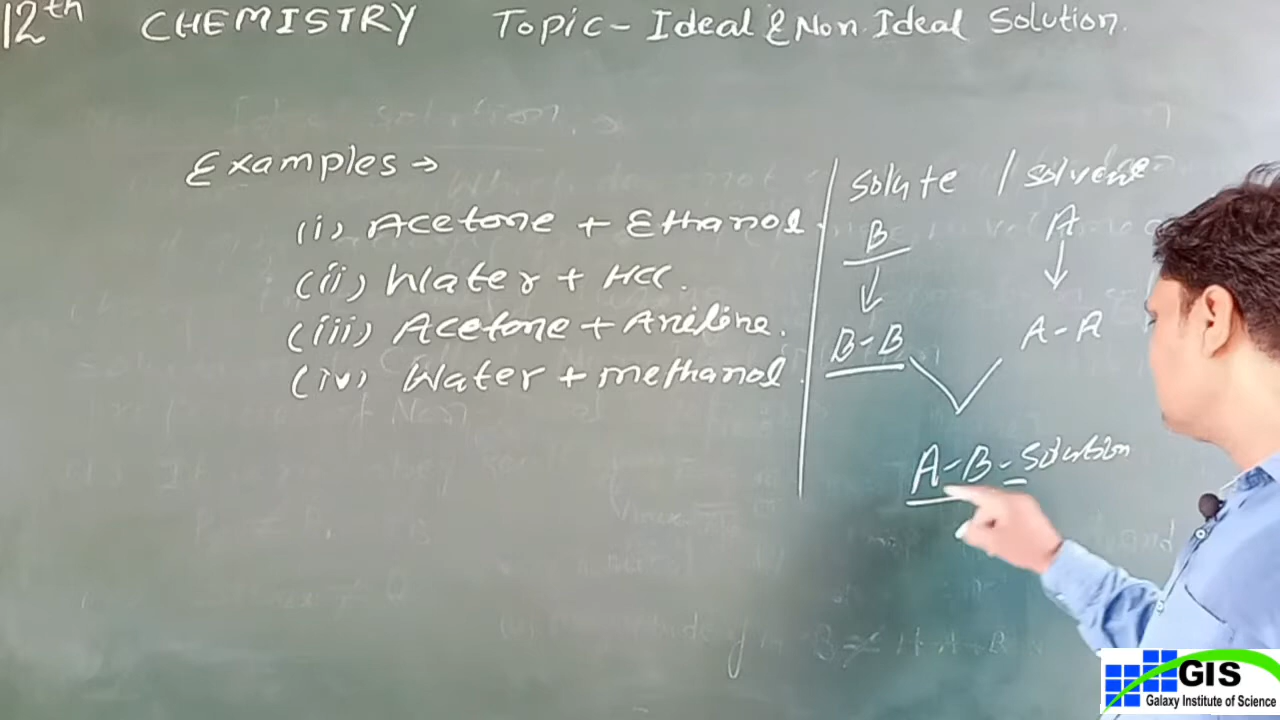 12th CHEMISTRY Topic - Ideal & Non. Ideal Solution.
Examples →
(i) Acetone + Ethanol.
(ii) Water + HCl.
(iii) Acetone + Aniline.
(iv) Water + methanol.
Solute / solvent
B A
B-B A-A
A-B-Solution
GIS
Galaxy Institute of Science